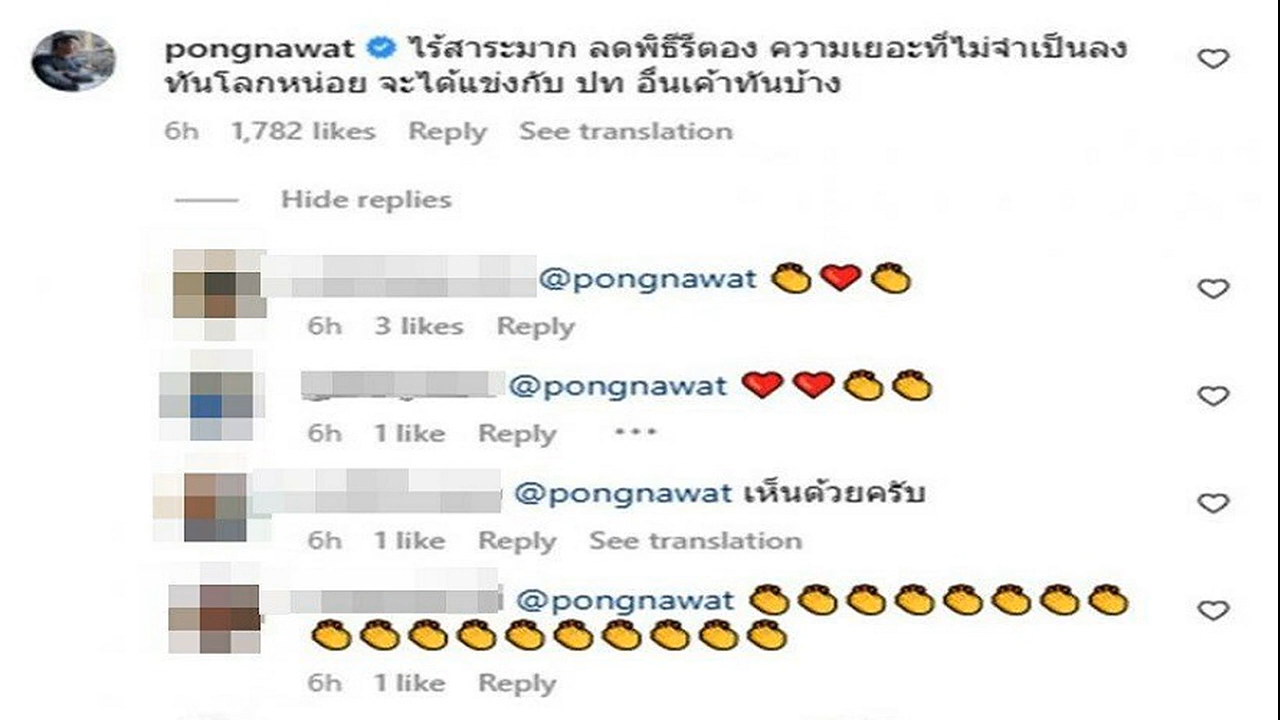 pongnawat ไร้สาระมาก ลดพิธีรีตอง ความเยอะที่ไม่จำเป็นลง
ทันโลกหน่อย จะได้แข่งกับ ปท อื่นเค้าทันบ้าง
6h 1,782 likes Reply See translation
Hide replies
@pongnawat 👏❤️👏
6h 3 likes Reply
@pongnawat ❤️❤️👏👏
6h 1 like Reply ...
@pongnawat เห็นด้วยครับ
6h 1 like Reply See translation
@pongnawat 👏👏👏👏👏👏👏👏
👏👏👏👏👏👏👏👏👏👏
6h 1 like Reply